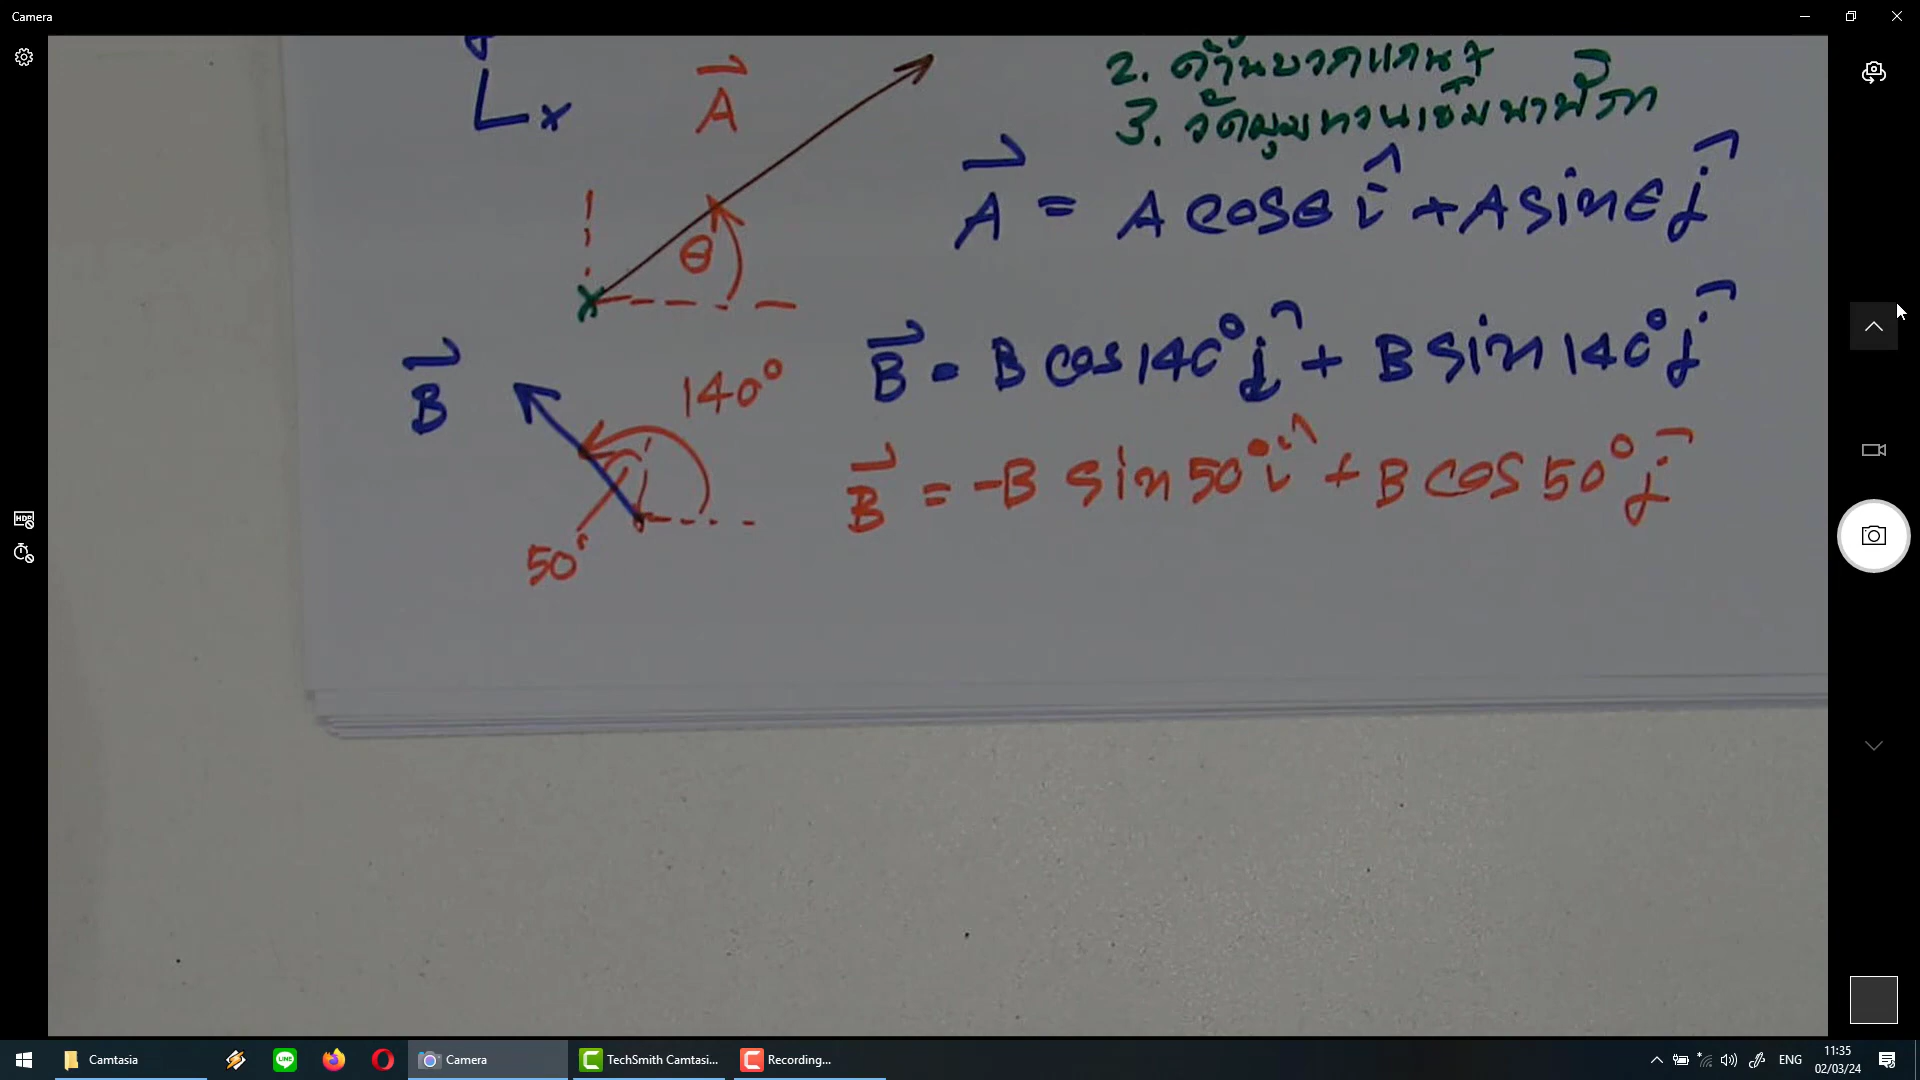 Camera
y
x
A
2. ด้านบวกแกน x
3. วัดมุมทวนเข็มนาฬิกา
A = A cosθ î + A sinθ ĵ
θ
x
B
140°
50°
B = B cos 140° î + B sin 140° ĵ
B = -B sin 50° î + B cos 50° ĵ
HDR
Camtasia
Camera
TechSmith Camtasi...
Recording...
ENG
11:35
02/03/24